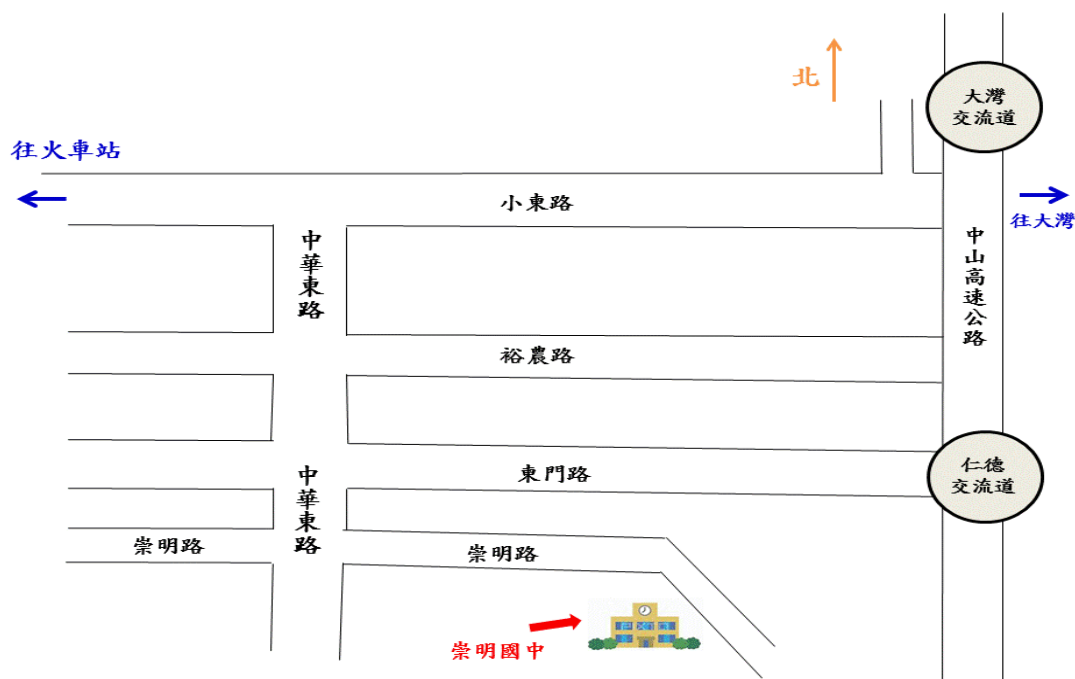 北
大灣
交流道
往火車站
小東路
往大灣
中華東路
中山高速公路
裕農路
仁德
交流道
東門路
中華東路
崇明路
崇明路
崇明國中